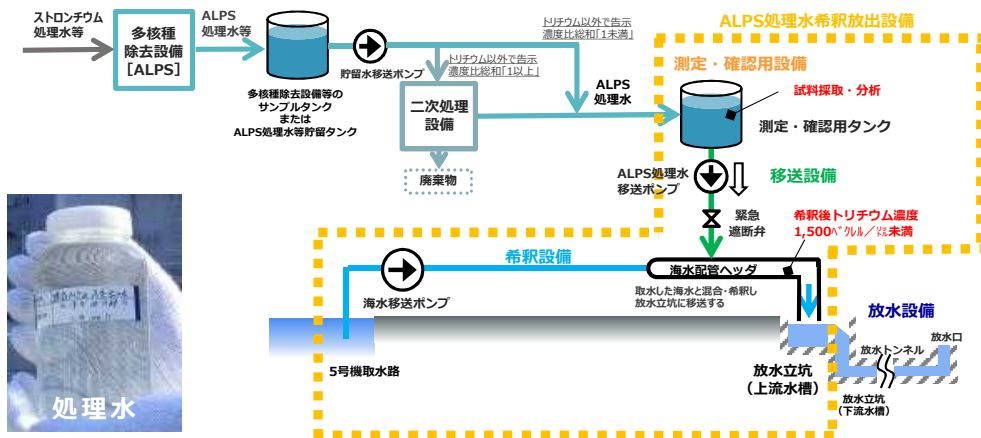 ストロンチウム
処理水等
多核種
除去設備
[ALPS]
ALPS
処理水等
多核種除去設備等の
サンプルタンク
または
ALPS処理水等貯留タンク
貯留水移送ポンプ
トリチウム以外で告示
濃度比総和「1未満」
トリチウム以外で告示
濃度比総和「1以上」
二次処理
設備
廃棄物
ALPS
処理水
ALPS処理水希釈放出設備
測定・確認用設備
試料採取・分析
測定・確認用タンク
ALPS処理水
移送ポンプ
移送設備
緊急
遮断弁
希釈後トリチウム濃度
1,500ﾍﾞｸﾚﾙ／㍑未満
希釈設備
海水配管ヘッダ
海水移送ポンプ
取水した海水と混合・希釈し
放水立坑に移送する
5号機取水路
放水設備
放水口
放水トンネル
放水立坑
（上流水槽）
放水立坑
（下流水槽）
処理水